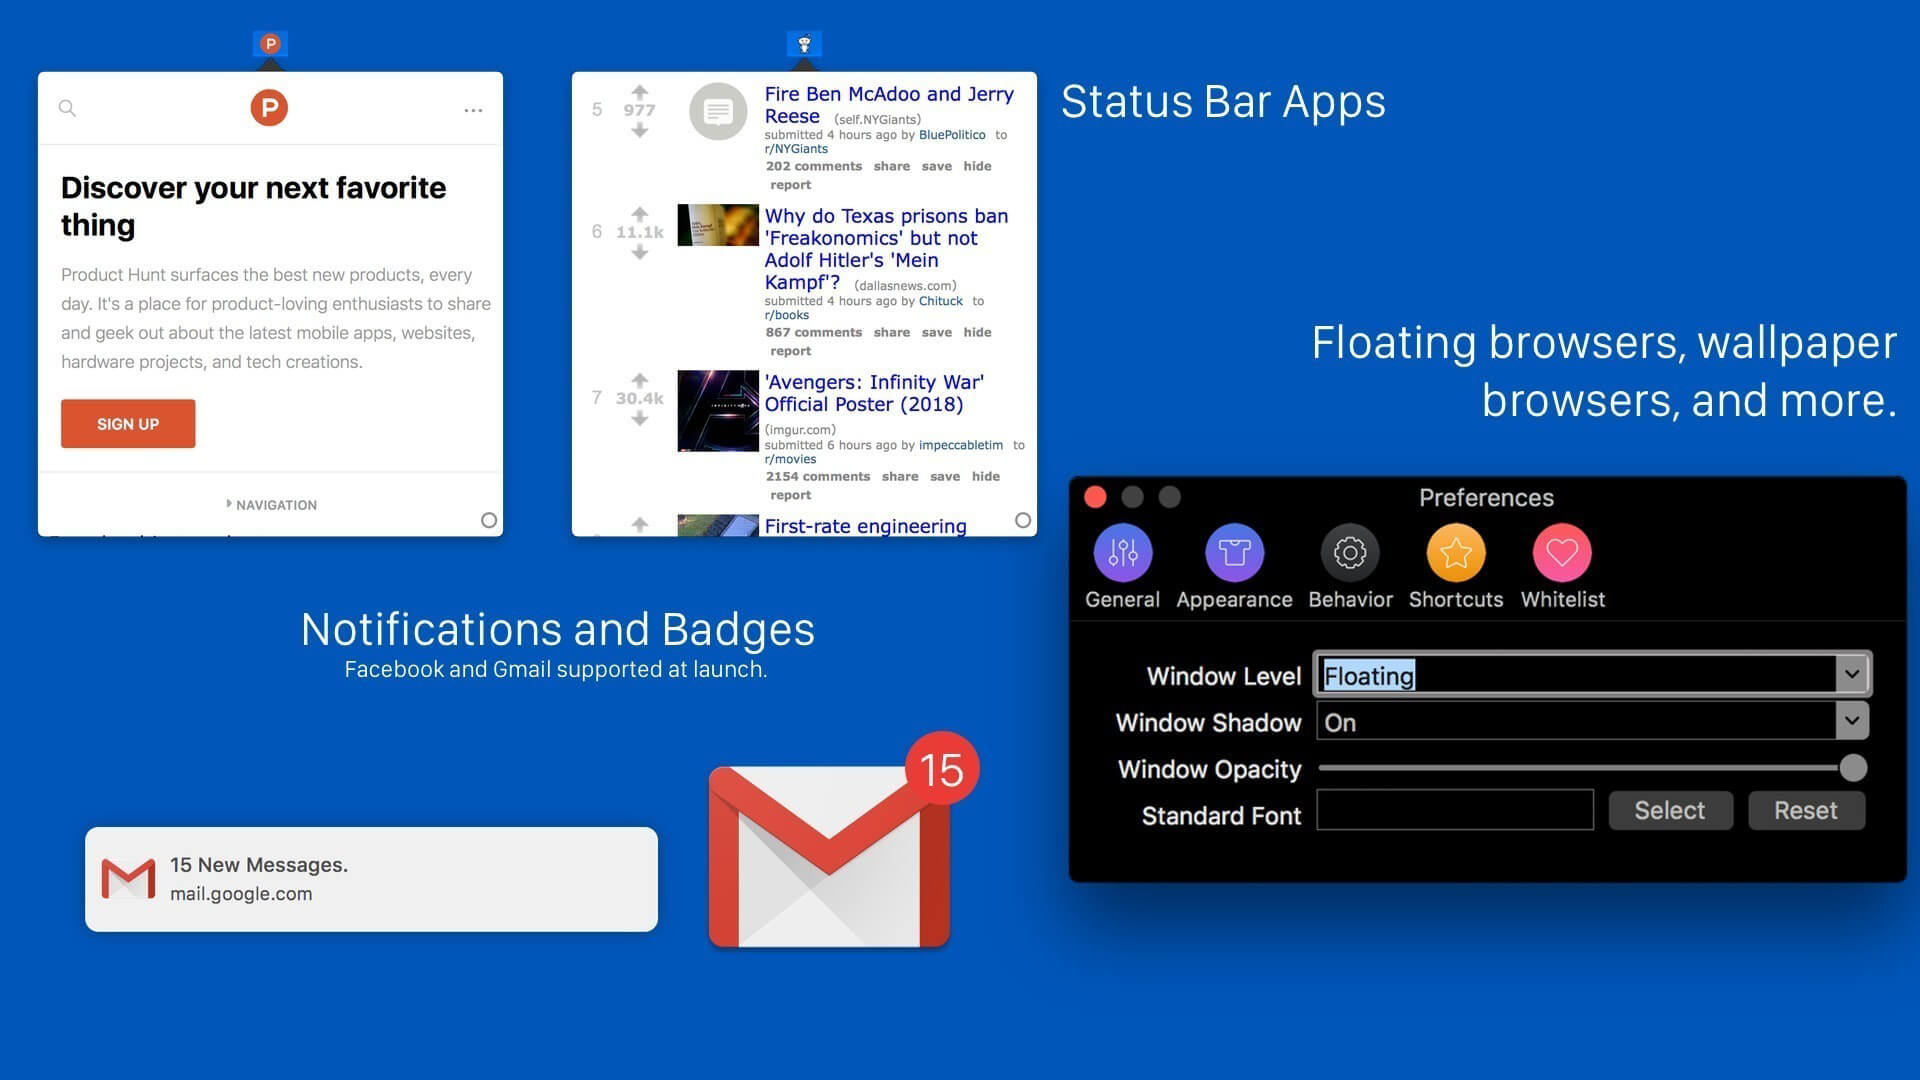 P
P
Discover your next favorite
thing
Product Hunt surfaces the best new products, every
day. It's a place for product-loving enthusiasts to share
and geek out about the latest mobile apps, websites,
hardware projects, and tech creations.
SIGN UP
NAVIGATION
5
977
Fire Ben McAdoo and Jerry
Reese (self.NYGiants)
submitted 4 hours ago by BluePolitico to
r/NYGiants
202 comments share save hide
report
6
11.1k
Why do Texas prisons ban
'Freakonomics' but not
Adolf Hitler's 'Mein
Kampf'? (dallasnews.com)
submitted 4 hours ago by Chituck to
r/books
867 comments share save hide
report
7
30.4k
'Avengers: Infinity War'
Official Poster (2018)
(imgur.com)
submitted 6 hours ago by impeccabletim to
r/movies
2154 comments share save hide
report
First-rate engineering
Status Bar Apps
Floating browsers, wallpaper
browsers, and more.
Preferences
General Appearance Behavior Shortcuts Whitelist
Window Level Floating
Window Shadow On
Window Opacity
Standard Font Select Reset
Notifications and Badges
Facebook and Gmail supported at launch.
15 New Messages.
mail.google.com
15